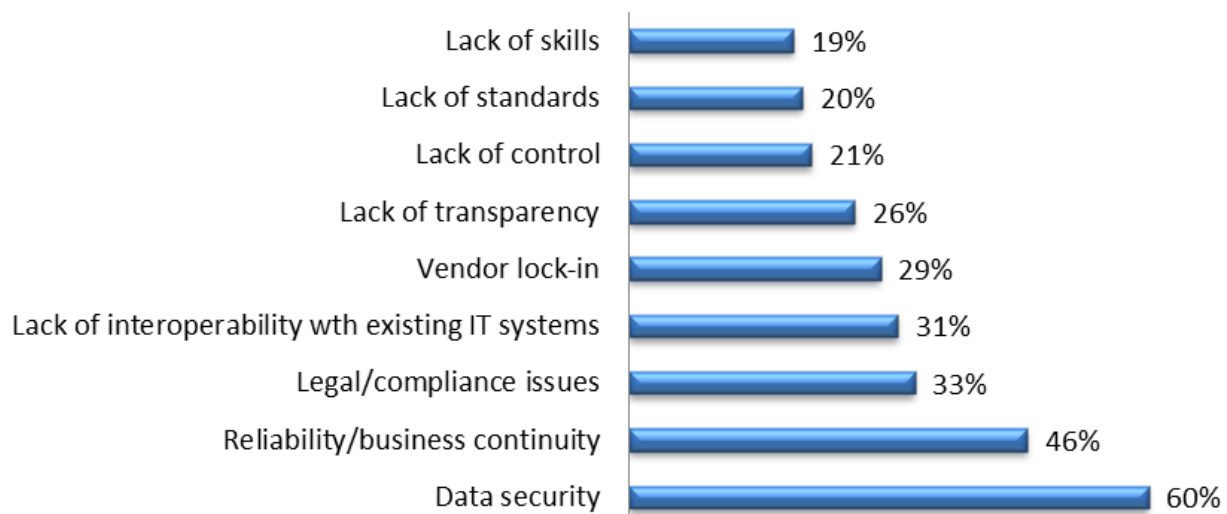 Lack of skills 19%
Lack of standards 20%
Lack of control 21%
Lack of transparency 26%
Vendor lock-in 29%
Lack of interoperability wth existing IT systems 31%
Legal/compliance issues 33%
Reliability/business continuity 46%
Data security 60%